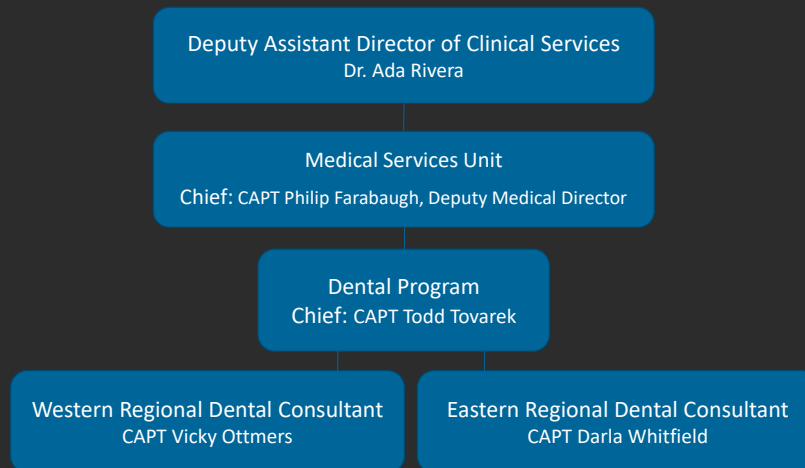 Deputy Assistant Director of Clinical Services
Dr. Ada Rivera
Medical Services Unit
Chief: CAPT Philip Farabaugh, Deputy Medical Director
Dental Program
Chief: CAPT Todd Tovarek
Western Regional Dental Consultant
CAPT Vicky Ottmers
Eastern Regional Dental Consultant
CAPT Darla Whitfield